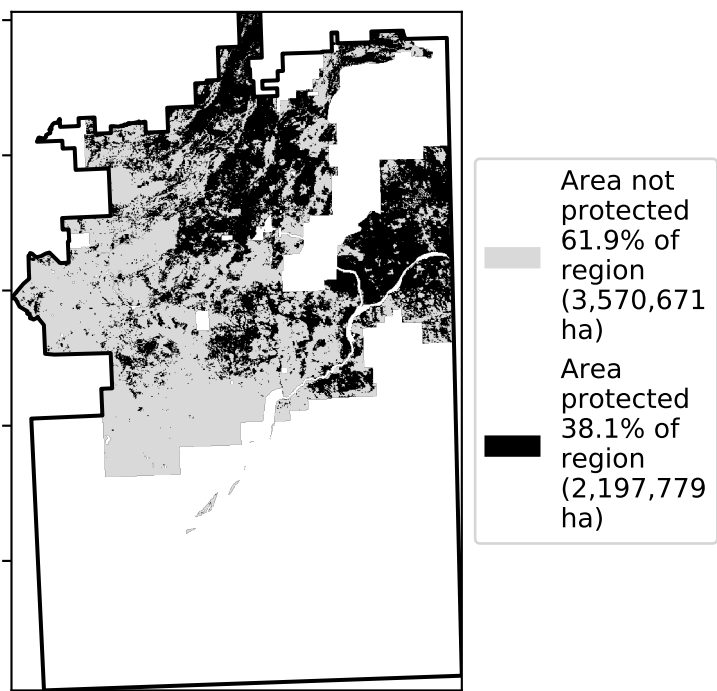 Area not
protected
61.9% of
region
(3,570,671
ha)
Area
protected
38.1% of
region
(2,197,779
ha)